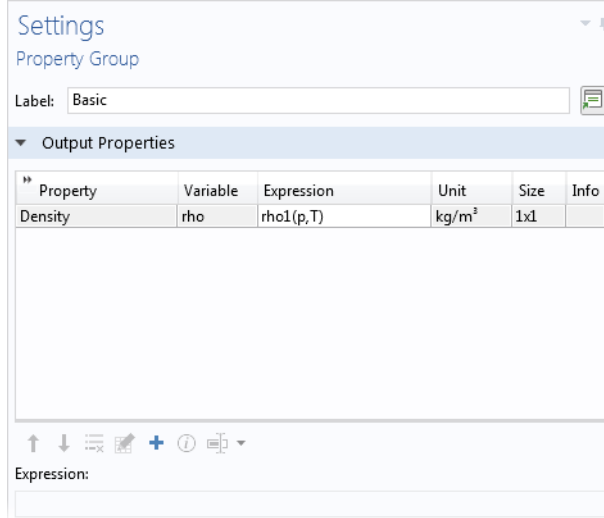 Settings
Property Group
Label: Basic
Output Properties
Property Variable Expression Unit Size Info
Density rho rho1(p,T) kg/m³ 1x1
Expression: